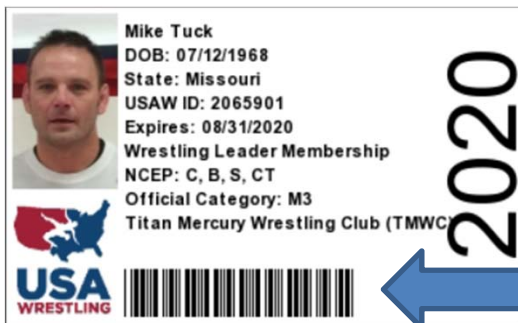 Mike Tuck
DOB: 07/12/1968
State: Missouri
USAW ID: 2065901
Expires: 08/31/2020
Wrestling Leader Membership
NCEP: C, B, S, CT
Official Category: M3
Titan Mercury Wrestling Club (TMWC)
2020
USA
WRESTLING